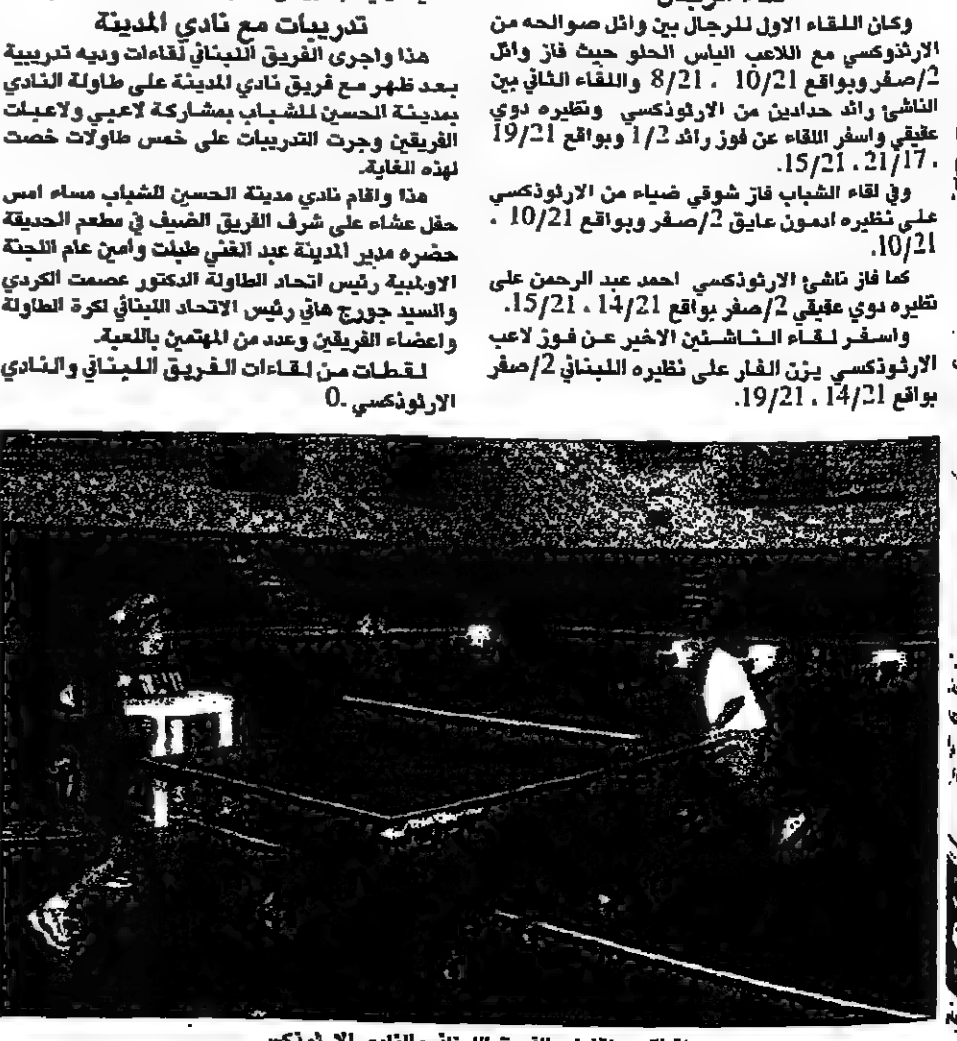 وكان اللقاء الاول للرجال بين وائل صوالحه من
الارثذوكسي مع اللاعب الياس الحلو حيث فاز وائل
2/صفر وبواقع 10/21 ، 8/21 واللقاء الثاني بين
الناشئ رائد حدادين من الارثوذكسي ونظيره دوي
عقيقي واسفر اللقاء عن فوز رائد 1/2 وبواقع 19/21
، 21/17 ، 15/21.
وفي لقاء الشباب فاز شوقي ضياء من الارثوذكسي
على نظيره ادمون عايق 2/صفر وبواقع 10/21 ،
10/21.
كما فاز ناشئ الارثوذكسي احمد عبد الرحمن على
نظيره دوي عقيقي 2/صفر بواقع 14/21 ، 15/21.
واسفر لقاء الناشئين الاخير عن فوز لاعب
الارثوذكسي يزن الفار على نظيره اللبناني 2/صفر
بواقع 14/21 ، 19/21.
تدريبات مع نادي المدينة
هذا واجرى الفريق اللبناني لقاءات وديه تدريبية
بعد ظهر مع فريق نادي المدينة على طاولة النادي
بمدينة الحسين للشباب بمشاركة لاعبي ولاعبات
الفريقين وجرت التدريبات على خمس طاولات خصت
لهذه الغاية.
هذا واقام نادي مدينة الحسين للشباب مساء امس
حفل عشاء على شرف الفريق الضيف في مطعم الحديقة
حضره مدير المدينة عبد الغني طبلت وامين عام اللجنة
الاولمبية رئيس اتحاد الطاولة الدكتور عصمت الكردي
والسيد جورج هاني رئيس الاتحاد اللبناني لكرة الطاولة
واعضاء الفريقين وعدد من المهتمين باللعبة.
لقطات من لقاءات الفريق اللبناني والنادي
الارثوذكسي .0